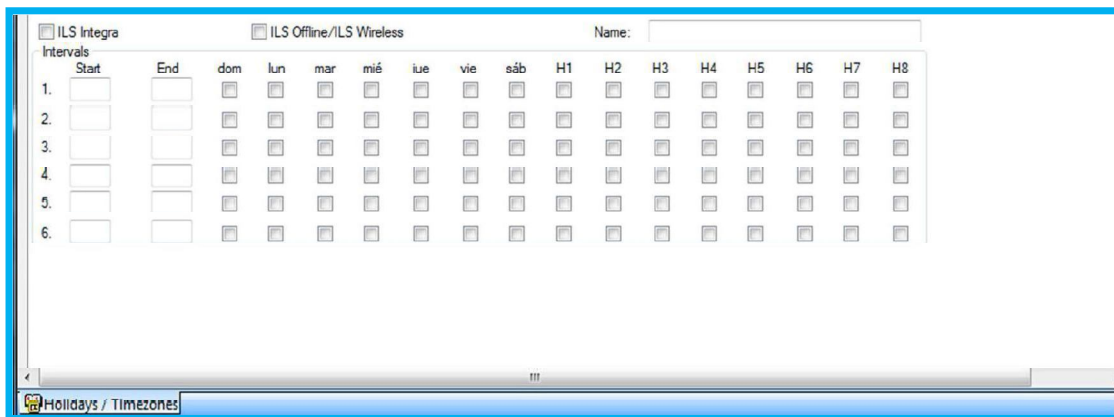 ILS Integra ILS Offline/ILS Wireless Name:
Intervals
Start End dom lun mar mié jue vie sáb H1 H2 H3 H4 H5 H6 H7 H8
1.
2.
3.
4.
5.
6.
Holidays / Timezones